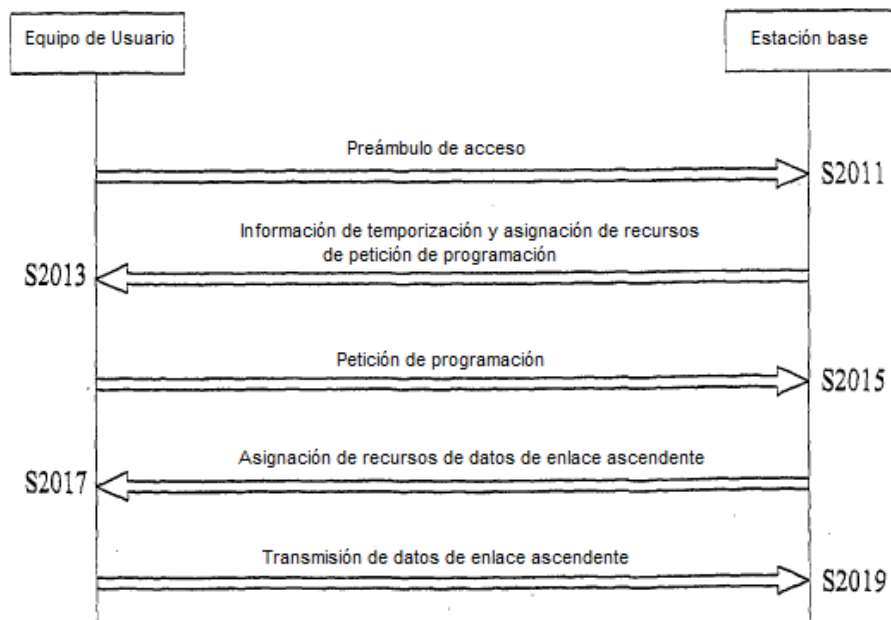 Equipo de Usuario
Estación base
Preámbulo de acceso
S2011
Información de temporización y asignación de recursos
de petición de programación
S2013
Petición de programación
S2015
Asignación de recursos de datos de enlace ascendente
S2017
Transmisión de datos de enlace ascendente
S2019